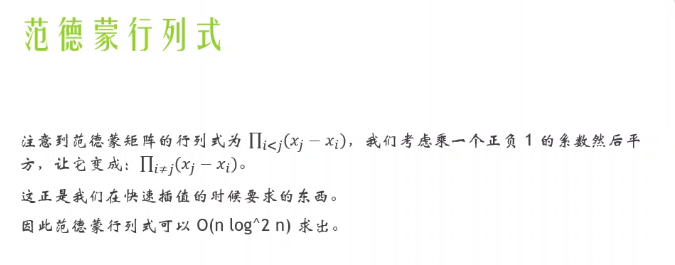 范德蒙行列式
注意到范德蒙矩阵的行列式为 ∏_{i<j}(x_j − x_i)，我们考虑乘一个正负 1 的系数然后平
方，让它变成：∏_{i≠j}(x_j − x_i)。
这正是我们在快速插值的时候要求的东西。
因此范德蒙行列式可以 O(n log^2 n) 求出。